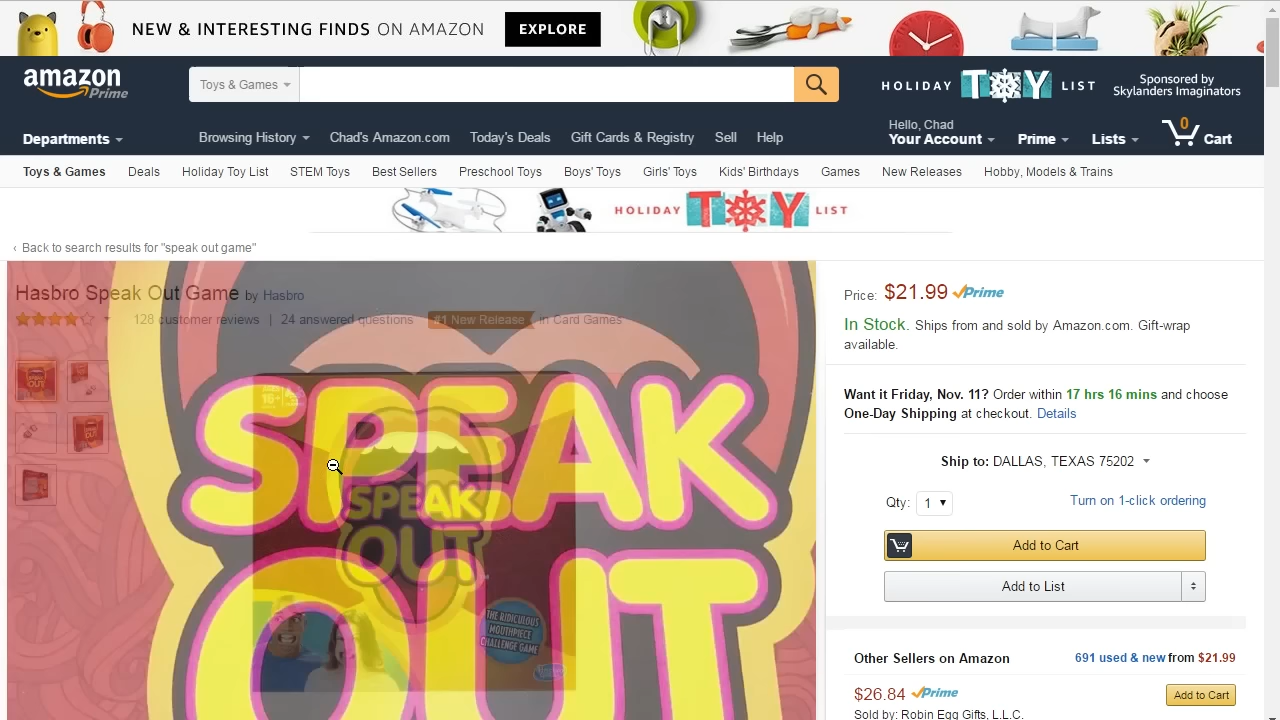 NEW & INTERESTING FINDS ON AMAZON EXPLORE
amazon Prime
Toys & Games
HOLIDAY TOY LIST
Sponsored by
Skylanders Imaginators
Departments
Browsing History
Chad's Amazon.com
Today's Deals
Gift Cards & Registry
Sell
Help
Hello, Chad
Your Account
Prime
Lists
0
Cart
Toys & Games
Deals
Holiday Toy List
STEM Toys
Best Sellers
Preschool Toys
Boys' Toys
Girls' Toys
Kids' Birthdays
Games
New Releases
Hobby, Models & Trains
HOLIDAY TOY LIST
‹ Back to search results for "speak out game"
Hasbro Speak Out Game by Hasbro
128 customer reviews | 24 answered questions #1 New Release in Card Games
SPEAK
OUT
16+
SPEAK
OUT
THE RIDICULOUS
MOUTHPIECE
CHALLENGE GAME
Price: $21.99 Prime
In Stock. Ships from and sold by Amazon.com. Gift-wrap
available.
Want it Friday, Nov. 11? Order within 17 hrs 16 mins and choose
One-Day Shipping at checkout. Details
Ship to: DALLAS, TEXAS 75202
Qty: 1
Turn on 1-click ordering
Add to Cart
Add to List
Other Sellers on Amazon
691 used & new from $21.99
$26.84 Prime
Add to Cart
Sold by: Robin Egg Gifts, L.L.C.